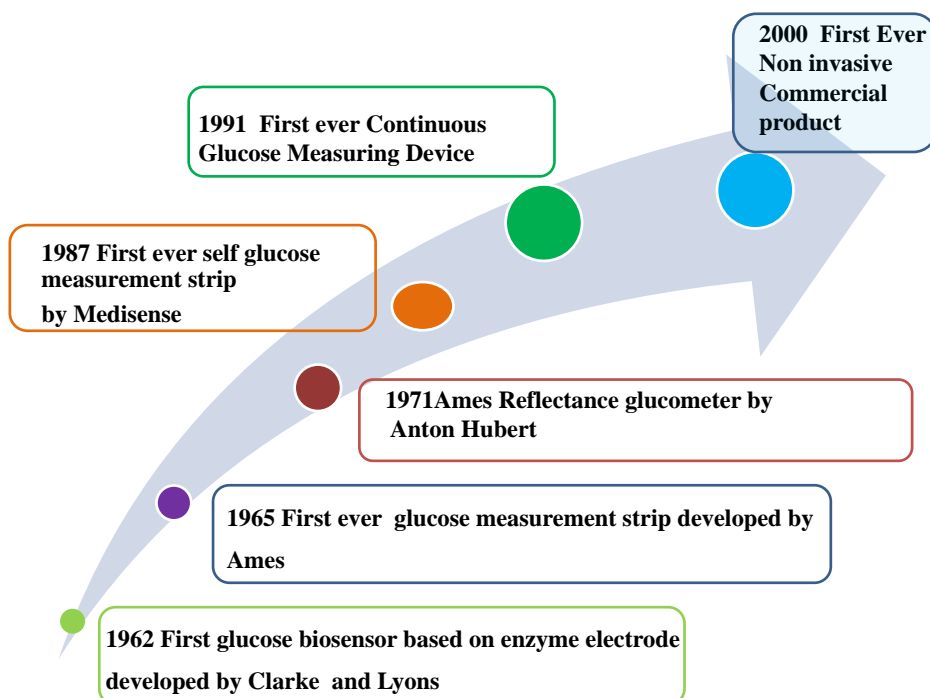 2000 First Ever
Non invasive
Commercial
product
1991 First ever Continuous
Glucose Measuring Device
1987 First ever self glucose
measurement strip
by Medisense
1971Ames Reflectance glucometer by
Anton Hubert
1965 First ever glucose measurement strip developed by
Ames
1962 First glucose biosensor based on enzyme electrode
developed by Clarke and Lyons